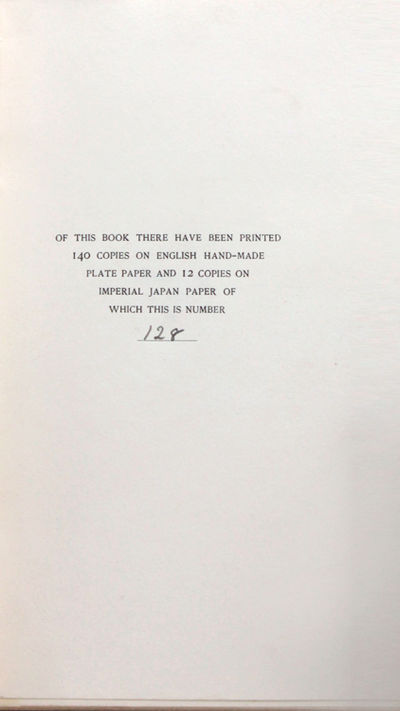 OF THIS BOOK THERE HAVE BEEN PRINTED
140 COPIES ON ENGLISH HAND-MADE
PLATE PAPER AND 12 COPIES ON
IMPERIAL JAPAN PAPER OF
WHICH THIS IS NUMBER
128